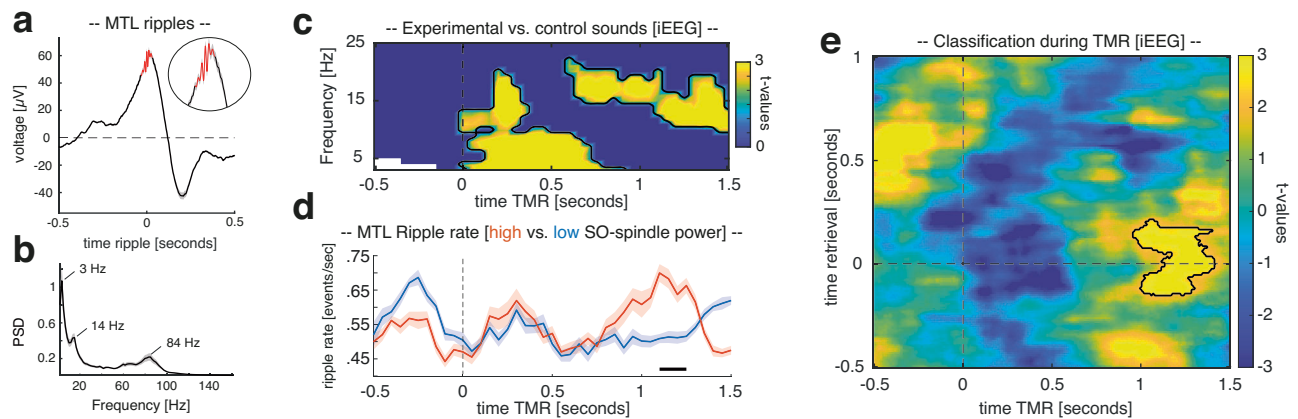 a
-- MTL ripples --
voltage [µV]
60
40
20
0
-20
-40
-0.5
0
0.5
time ripple [seconds]
b
3 Hz
14 Hz
84 Hz
PSD
1
0.6
0.2
20
60
100
140
Frequency [Hz]
c
-- Experimental vs. control sounds [iEEG] --
Frequency [Hz]
25
15
5
-0.5
0
0.5
1
1.5
time TMR [seconds]
3
2
1
0
t-values
d
-- MTL Ripple rate [high vs. low SO-spindle power] --
ripple rate [events/sec]
.75
.65
.55
.45
-0.5
0
0.5
1
1.5
time TMR [seconds]
e
-- Classification during TMR [iEEG] --
time retrieval [seconds]
1
0.5
0
-0.5
-0.5
0
0.5
1
1.5
time TMR [seconds]
3
2
1
0
-1
-2
-3
t-values